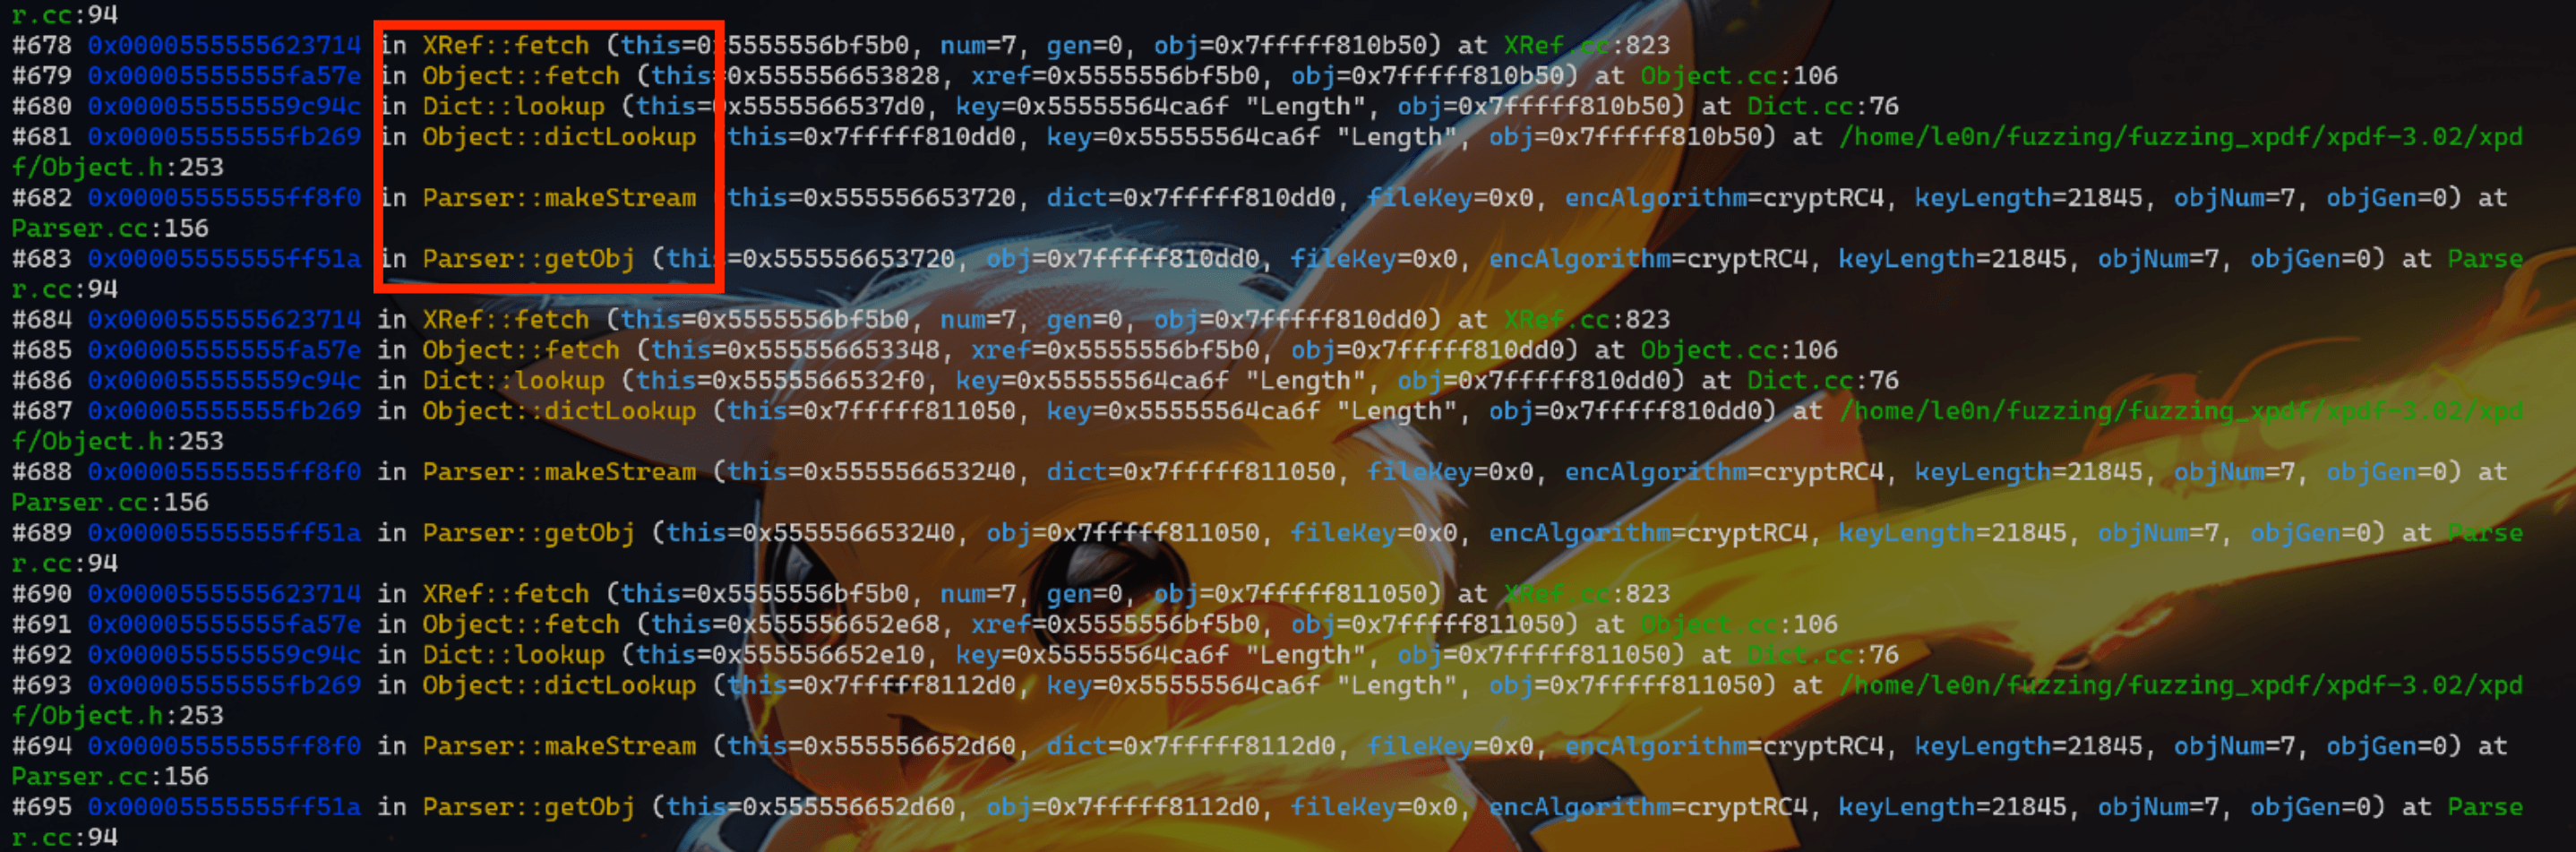 r.cc:94
#678 0x0000555555623714 in XRef::fetch (this=0x5555556bf5b0, num=7, gen=0, obj=0x7fffff810b50) at XRef.cc:823
#679 0x00005555555fa57e in Object::fetch (this=0x555556653828, xref=0x5555556bf5b0, obj=0x7fffff810b50) at Object.cc:106
#680 0x000055555559c94c in Dict::lookup (this=0x5555566537d0, key=0x55555564ca6f "Length", obj=0x7fffff810b50) at Dict.cc:76
#681 0x00005555555fb269 in Object::dictLookup (this=0x7fffff810dd0, key=0x55555564ca6f "Length", obj=0x7fffff810b50) at /home/le0n/fuzzing/fuzzing_xpdf/xpdf-3.02/xpd
f/Object.h:253
#682 0x00005555555ff8f0 in Parser::makeStream (this=0x555556653720, dict=0x7fffff810dd0, fileKey=0x0, encAlgorithm=cryptRC4, keyLength=21845, objNum=7, objGen=0) at
Parser.cc:156
#683 0x00005555555ff51a in Parser::getObj (this=0x555556653720, obj=0x7fffff810dd0, fileKey=0x0, encAlgorithm=cryptRC4, keyLength=21845, objNum=7, objGen=0) at Parse
r.cc:94
#684 0x0000555555623714 in XRef::fetch (this=0x5555556bf5b0, num=7, gen=0, obj=0x7fffff810dd0) at XRef.cc:823
#685 0x00005555555fa57e in Object::fetch (this=0x555556653348, xref=0x5555556bf5b0, obj=0x7fffff810dd0) at Object.cc:106
#686 0x000055555559c94c in Dict::lookup (this=0x5555566532f0, key=0x55555564ca6f "Length", obj=0x7fffff810dd0) at Dict.cc:76
#687 0x00005555555fb269 in Object::dictLookup (this=0x7fffff811050, key=0x55555564ca6f "Length", obj=0x7fffff810dd0) at /home/le0n/fuzzing/fuzzing_xpdf/xpdf-3.02/xpd
f/Object.h:253
#688 0x00005555555ff8f0 in Parser::makeStream (this=0x555556653240, dict=0x7fffff811050, fileKey=0x0, encAlgorithm=cryptRC4, keyLength=21845, objNum=7, objGen=0) at
Parser.cc:156
#689 0x00005555555ff51a in Parser::getObj (this=0x555556653240, obj=0x7fffff811050, fileKey=0x0, encAlgorithm=cryptRC4, keyLength=21845, objNum=7, objGen=0) at Parse
r.cc:94
#690 0x0000555555623714 in XRef::fetch (this=0x5555556bf5b0, num=7, gen=0, obj=0x7fffff811050) at XRef.cc:823
#691 0x00005555555fa57e in Object::fetch (this=0x555556652e68, xref=0x5555556bf5b0, obj=0x7fffff811050) at Object.cc:106
#692 0x000055555559c94c in Dict::lookup (this=0x555556652e10, key=0x55555564ca6f "Length", obj=0x7fffff811050) at Dict.cc:76
#693 0x00005555555fb269 in Object::dictLookup (this=0x7fffff8112d0, key=0x55555564ca6f "Length", obj=0x7fffff811050) at /home/le0n/fuzzing/fuzzing_xpdf/xpdf-3.02/xpd
f/Object.h:253
#694 0x00005555555ff8f0 in Parser::makeStream (this=0x555556652d60, dict=0x7fffff8112d0, fileKey=0x0, encAlgorithm=cryptRC4, keyLength=21845, objNum=7, objGen=0) at
Parser.cc:156
#695 0x00005555555ff51a in Parser::getObj (this=0x555556652d60, obj=0x7fffff8112d0, fileKey=0x0, encAlgorithm=cryptRC4, keyLength=21845, objNum=7, objGen=0) at Parse
r.cc:94